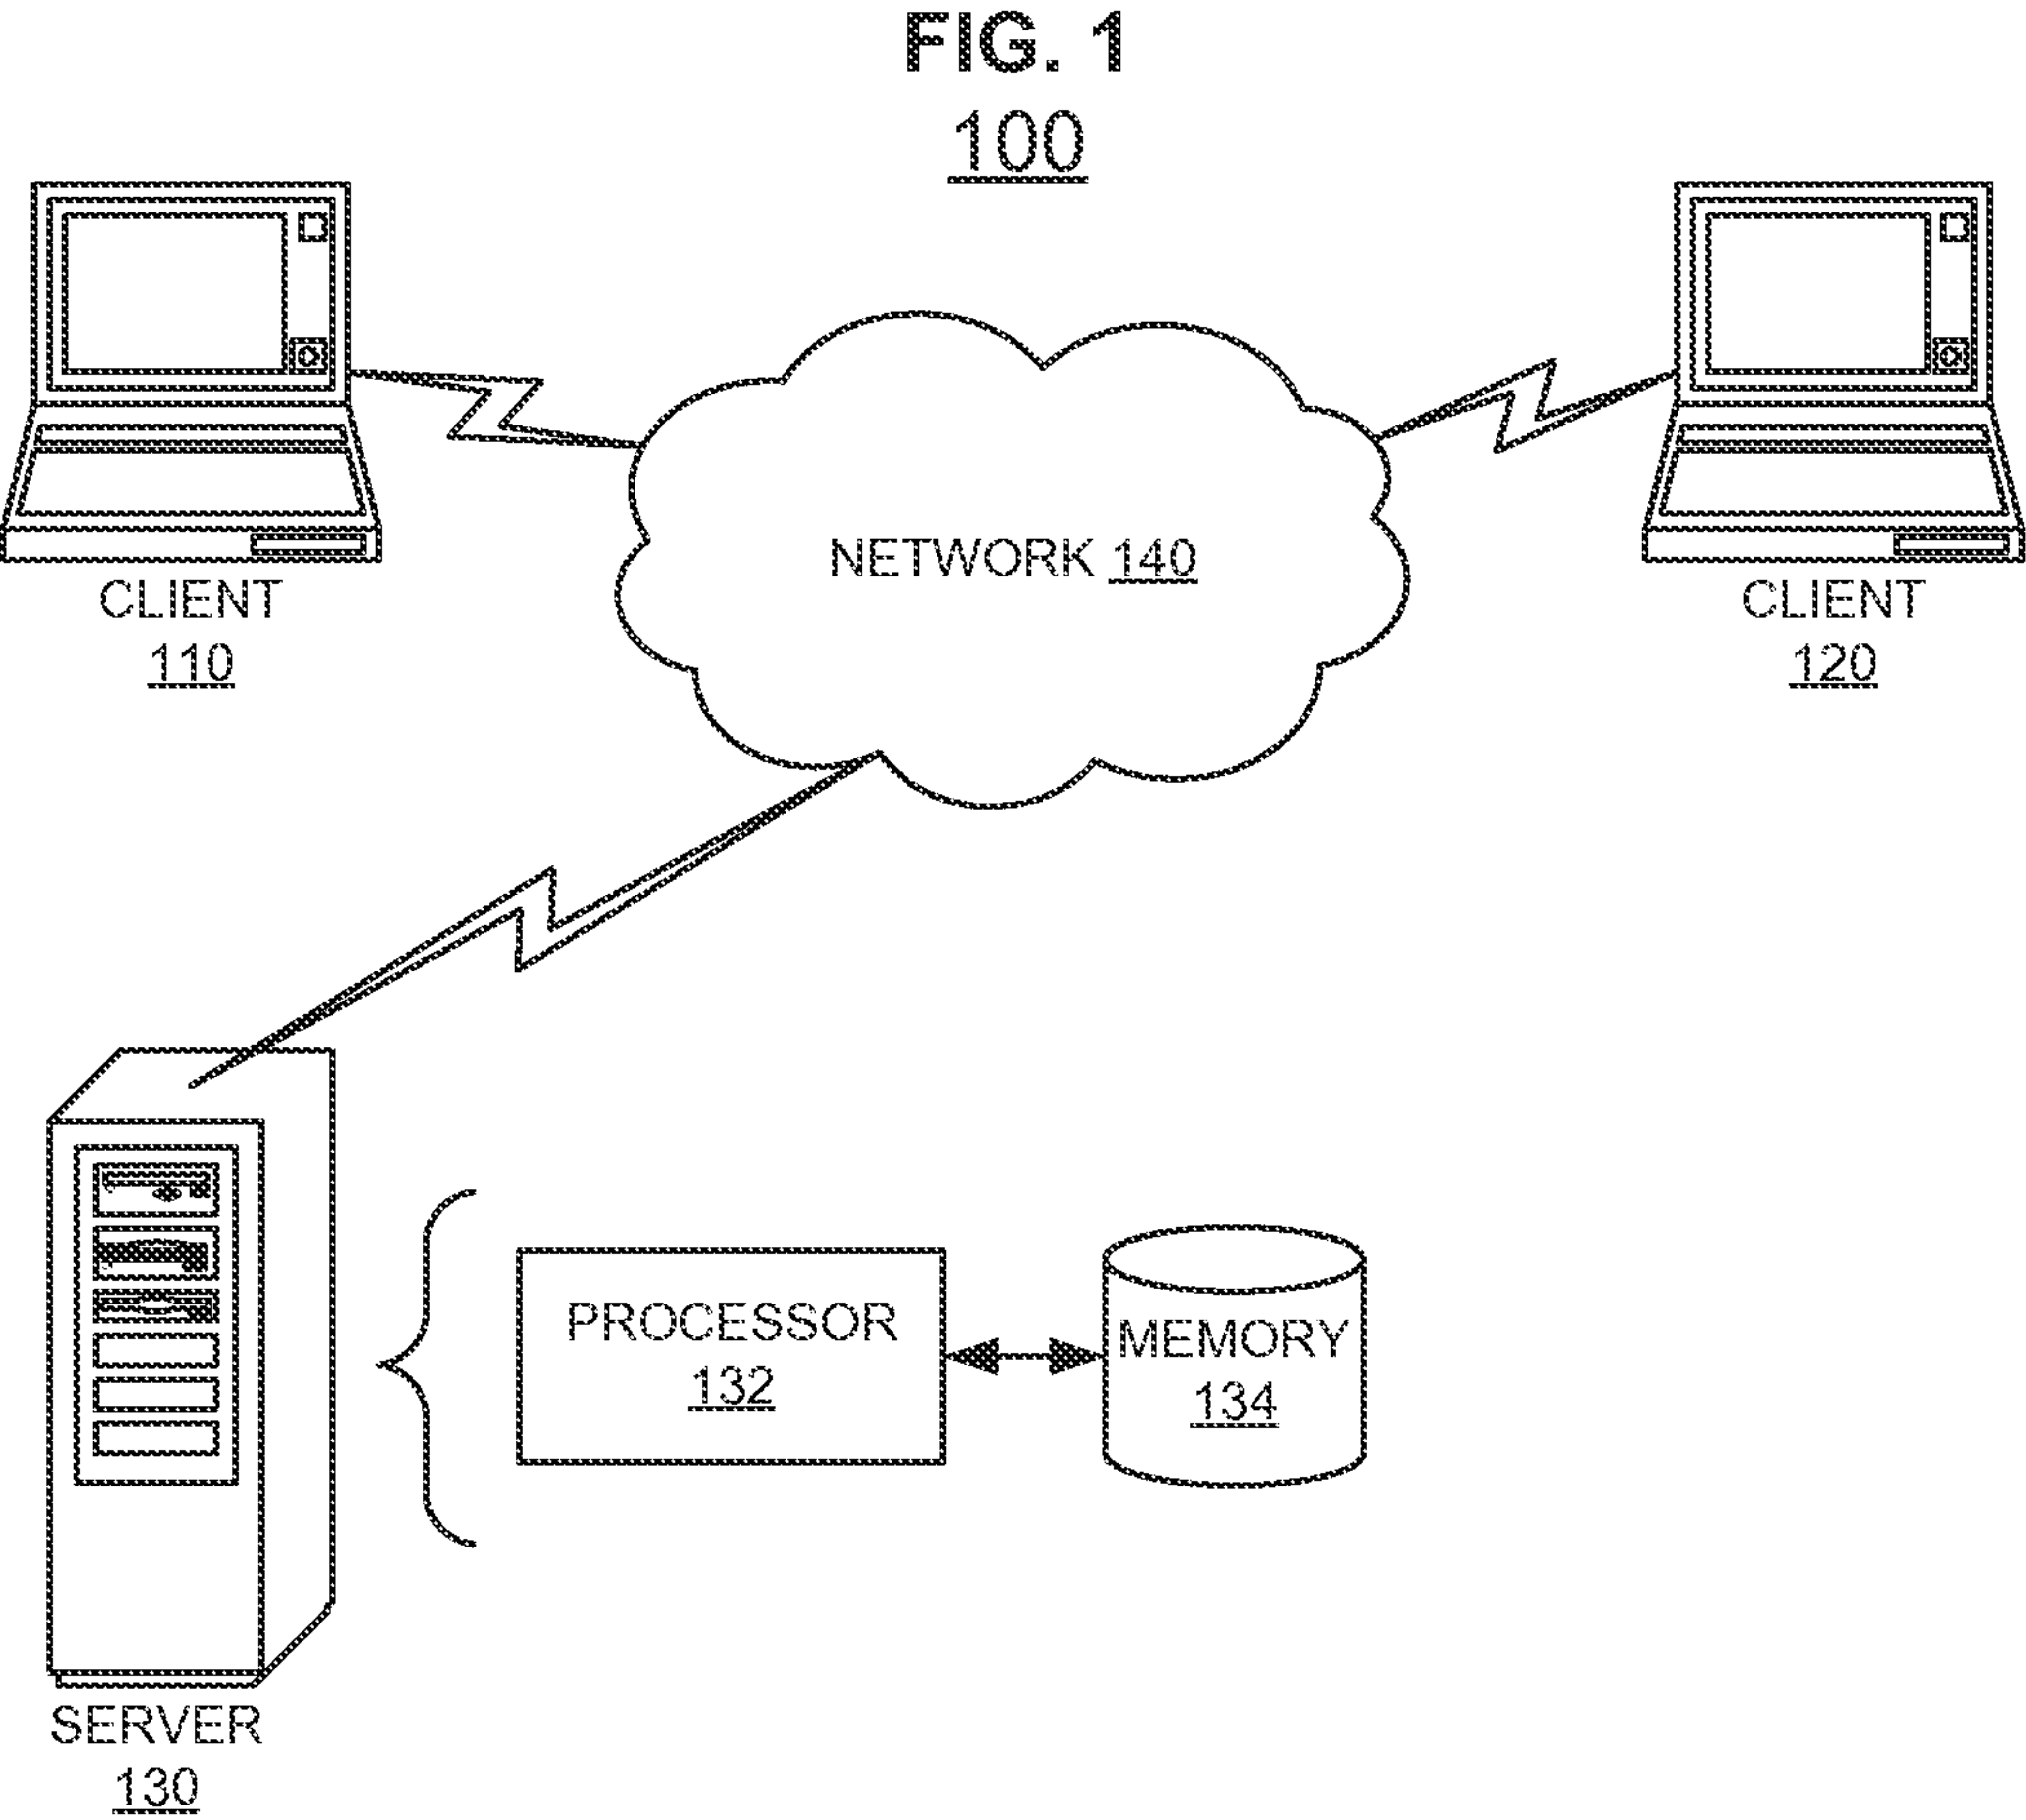 FIG. 1
100
NETWORK 140
CLIENT
110
CLIENT
120
PROCESSOR
132
MEMORY
134
SERVER
130